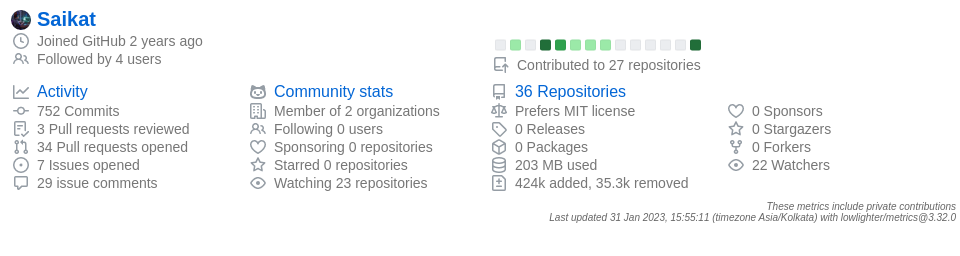 Saikat
Joined GitHub 2 years ago
Followed by 4 users
Contributed to 27 repositories
Activity
752 Commits
3 Pull requests reviewed
34 Pull requests opened
7 Issues opened
29 issue comments
Community stats
Member of 2 organizations
Following 0 users
Sponsoring 0 repositories
Starred 0 repositories
Watching 23 repositories
36 Repositories
Prefers MIT license
0 Releases
0 Packages
203 MB used
424k added, 35.3k removed
0 Sponsors
0 Stargazers
0 Forkers
22 Watchers
These metrics include private contributions
Last updated 31 Jan 2023, 15:55:11 (timezone Asia/Kolkata) with lowlighter/metrics@3.32.0